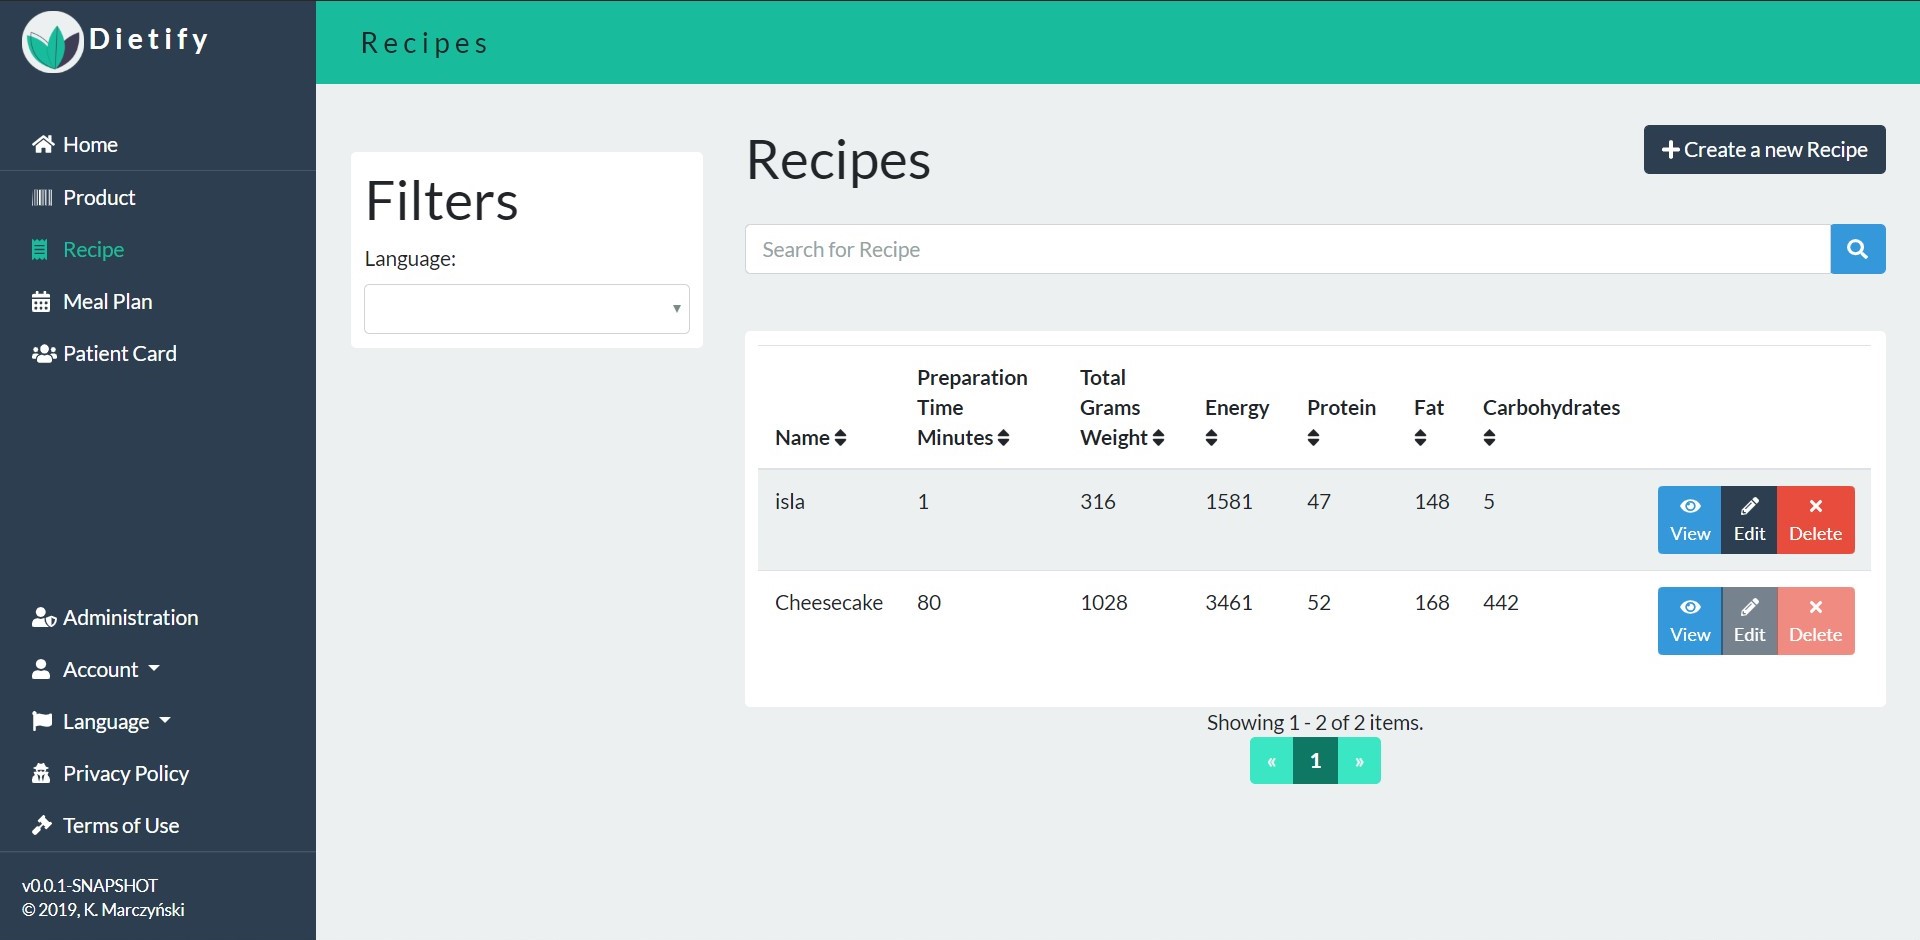 Dietify
Home
Product
Recipe
Meal Plan
Patient Card
Administration
Account
Language
Privacy Policy
Terms of Use
v0.0.1-SNAPSHOT
© 2019, K. Marczyński
Recipes
Filters
Language:
Recipes
Create a new Recipe
Search for Recipe
Name
Preparation
Time
Minutes
Total
Grams
Weight
Energy
Protein
Fat
Carbohydrates
isla 1 316 1581 47 148 5
View Edit Delete
Cheesecake 80 1028 3461 52 168 442
View Edit Delete
Showing 1 - 2 of 2 items.
« 1 »